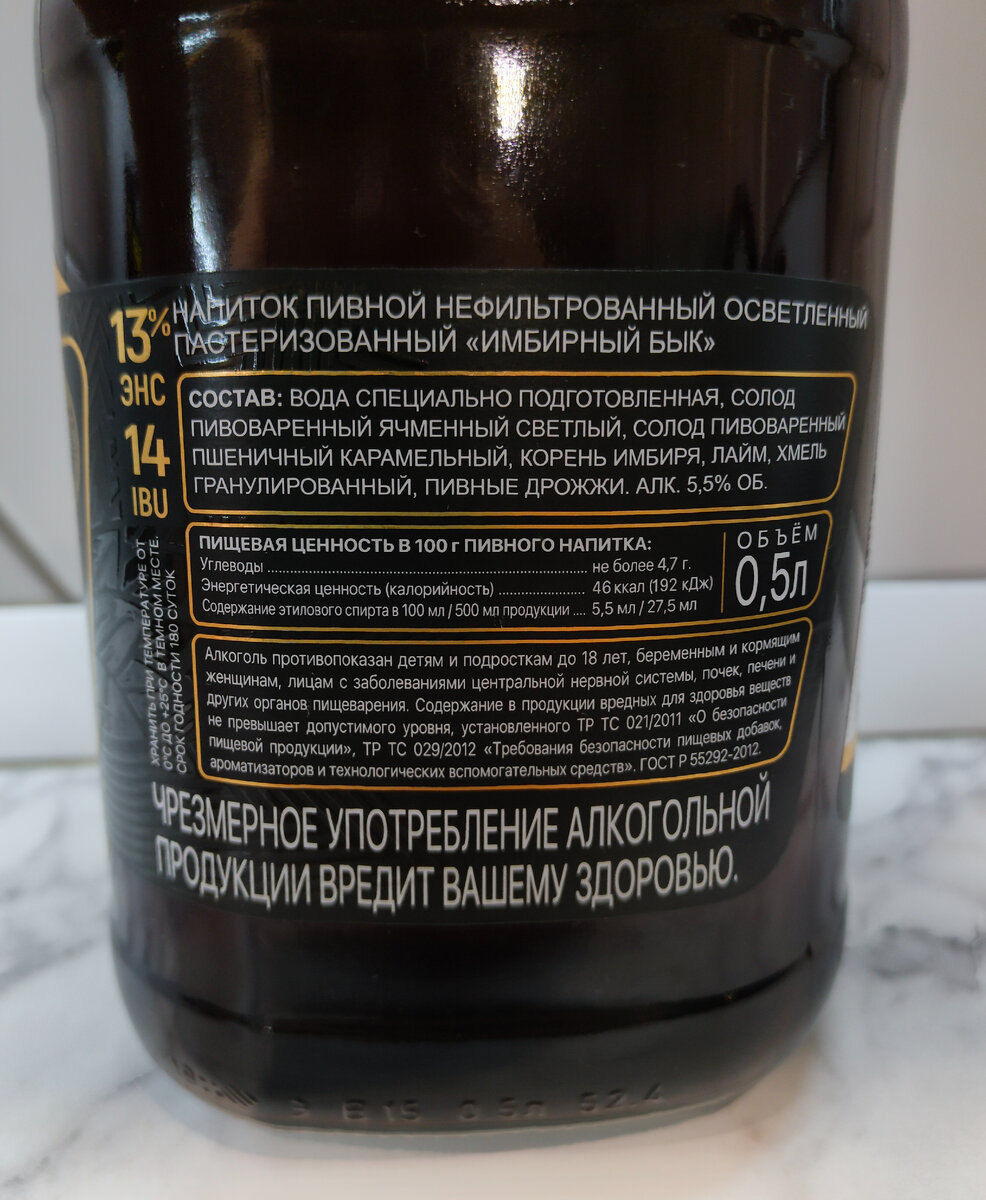 13%
ЭНС
14
IBU
НАПИТОК ПИВНОЙ НЕФИЛЬТРОВАННЫЙ ОСВЕТЛЕННЫЙ
ПАСТЕРИЗОВАННЫЙ «ИМБИРНЫЙ БЫК»
СОСТАВ: ВОДА СПЕЦИАЛЬНО ПОДГОТОВЛЕННАЯ, СОЛОД
ПИВОВАРЕННЫЙ ЯЧМЕННЫЙ СВЕТЛЫЙ, СОЛОД ПИВОВАРЕННЫЙ
ПШЕНИЧНЫЙ КАРАМЕЛЬНЫЙ, КОРЕНЬ ИМБИРЯ, ЛАЙМ, ХМЕЛЬ
ГРАНУЛИРОВАННЫЙ, ПИВНЫЕ ДРОЖЖИ. АЛК. 5,5% ОБ.
ПИЩЕВАЯ ЦЕННОСТЬ В 100 г ПИВНОГО НАПИТКА:
Углеводы ........ не более 4,7 г.
Энергетическая ценность (калорийность) ........ 46 ккал (192 кДж)
Содержание этилового спирта в 100 мл / 500 мл продукции .... 5,5 мл / 27,5 мл
ОБЪЁМ
0,5л
ХРАНИТЬ ПРИ ТЕМПЕРАТУРЕ ОТ
0°С ДО +25°С В ТЕМНОМ МЕСТЕ.
СРОК ГОДНОСТИ 180 СУТОК
Алкоголь противопоказан детям и подросткам до 18 лет, беременным и кормящим
женщинам, лицам с заболеваниями центральной нервной системы, почек, печени и
других органов пищеварения. Содержание в продукции вредных для здоровья веществ
не превышает допустимого уровня, установленного ТР ТС 021/2011 «О безопасности
пищевой продукции», ТР ТС 029/2012 «Требования безопасности пищевых добавок,
ароматизаторов и технологических вспомогательных средств». ГОСТ Р 55292-2012.
ЧРЕЗМЕРНОЕ УПОТРЕБЛЕНИЕ АЛКОГОЛЬНОЙ
ПРОДУКЦИИ ВРЕДИТ ВАШЕМУ ЗДОРОВЬЮ.
В 15 0,5л 52.4